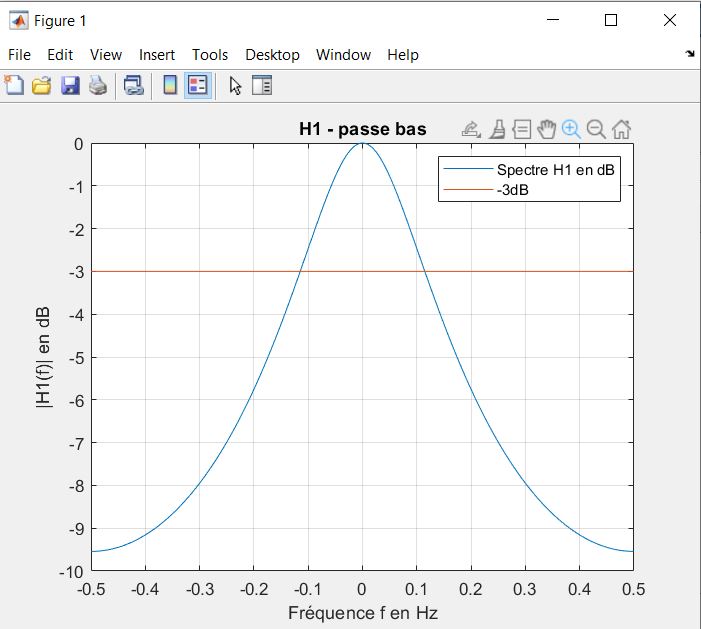 Figure 1
File Edit View Insert Tools Desktop Window Help
H1 - passe bas
Spectre H1 en dB
-3dB
0
-1
-2
-3
-4
-5
-6
-7
-8
-9
-10
|H1(f)| en dB
-0.5 -0.4 -0.3 -0.2 -0.1 0 0.1 0.2 0.3 0.4 0.5
Fréquence f en Hz